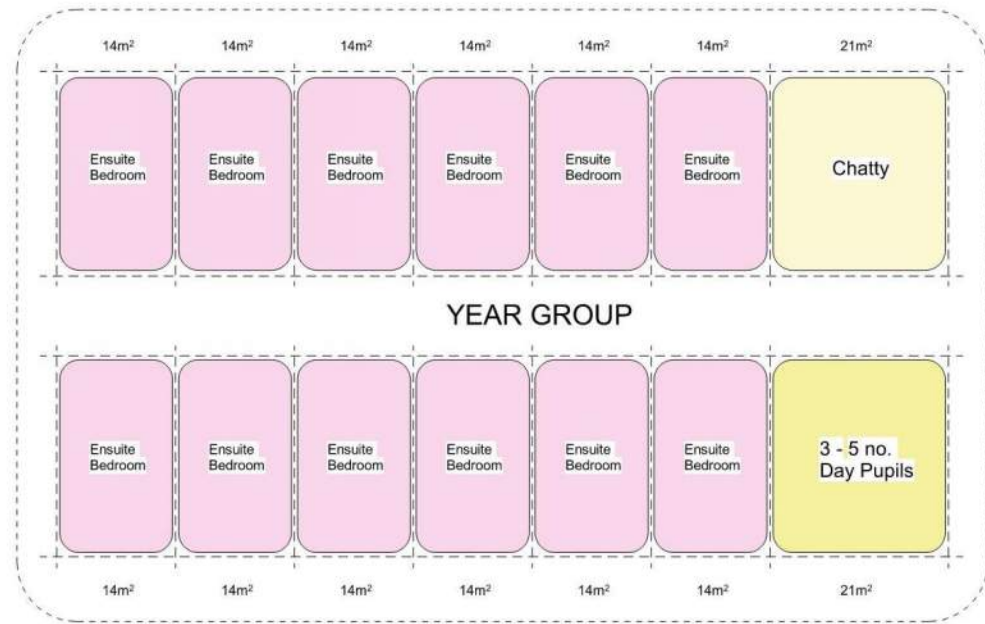 14m² 14m² 14m² 14m² 14m² 14m² 21m²
Ensuite Ensuite Ensuite Ensuite Ensuite Ensuite
Bedroom Bedroom Bedroom Bedroom Bedroom Bedroom
Chatty
YEAR GROUP
Ensuite Ensuite Ensuite Ensuite Ensuite Ensuite
Bedroom Bedroom Bedroom Bedroom Bedroom Bedroom
3 - 5 no.
Day Pupils
14m² 14m² 14m² 14m² 14m² 14m² 21m²